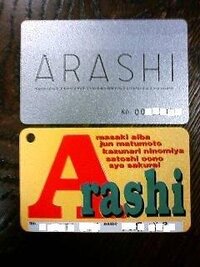 ARASHI
No. 00
Arashi
masaki aiba
jun matumoto
kazunari ninomiya
satoshi oono
syo sakurai